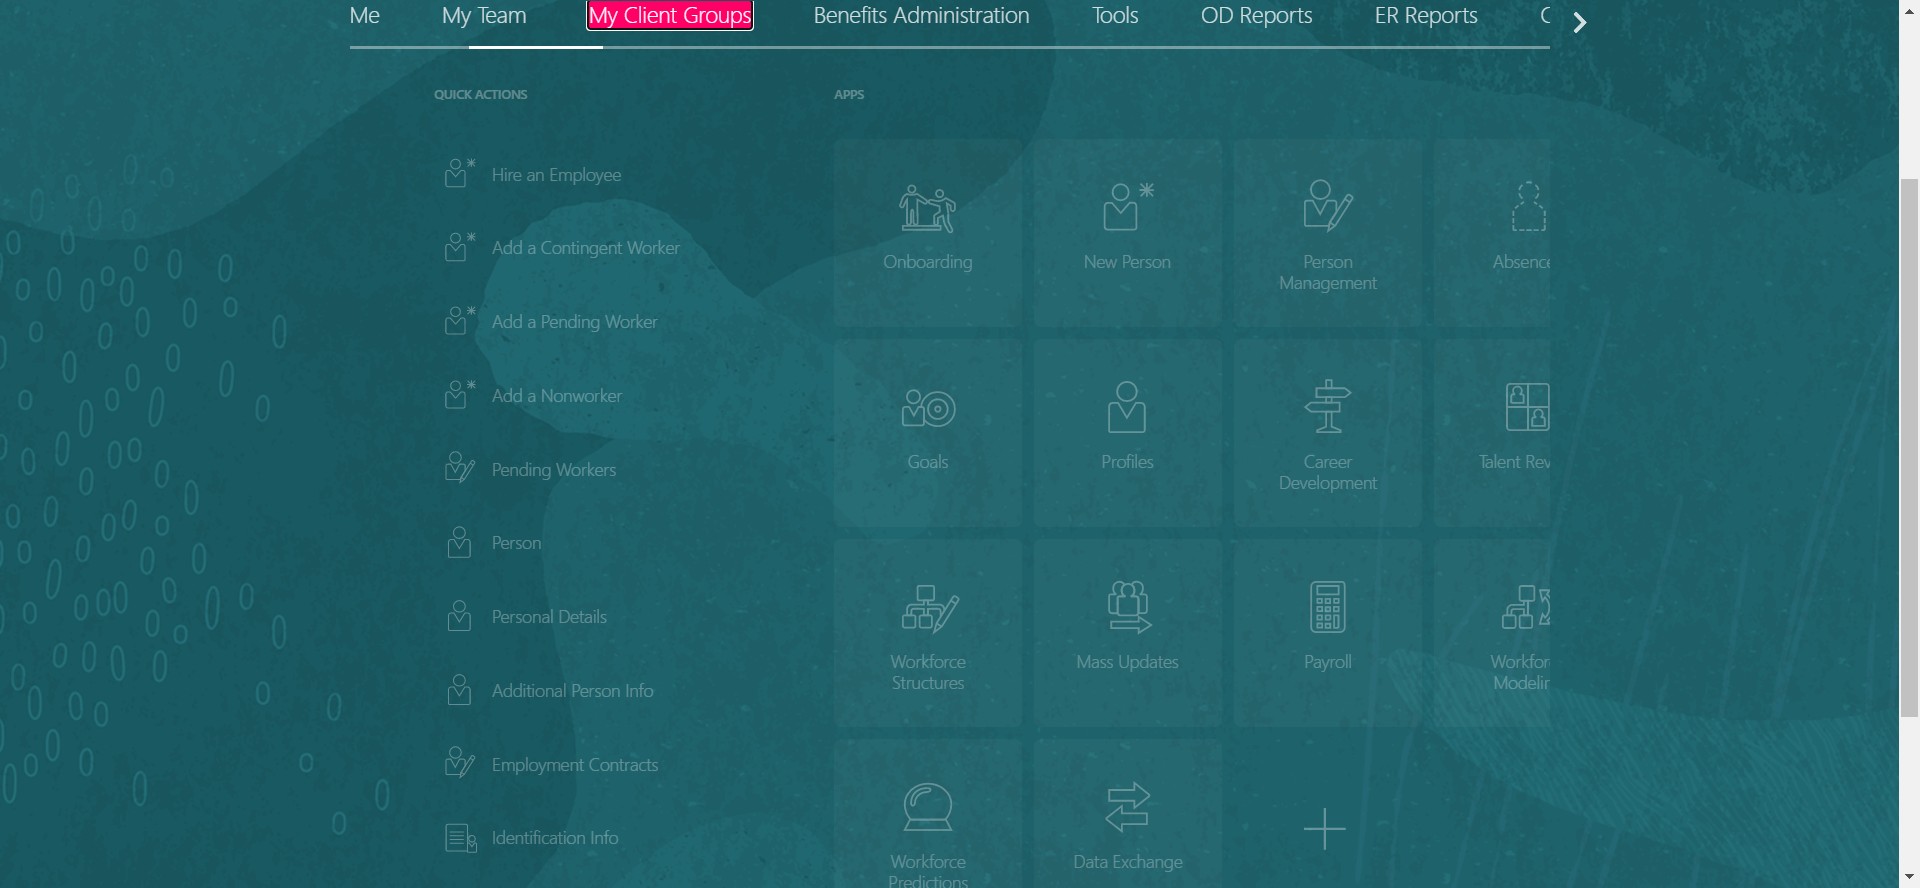 Me
My Team
My Client Groups
Benefits Administration
Tools
OD Reports
ER Reports
QUICK ACTIONS
APPS
Hire an Employee
Add a Contingent Worker
Add a Pending Worker
Add a Nonworker
Pending Workers
Person
Personal Details
Additional Person Info
Employment Contracts
Identification Info
Onboarding
New Person
Person
Management
Absence
Goals
Profiles
Career
Development
Talent Rev
Workforce
Structures
Mass Updates
Payroll
Workfor
Modelin
Workforce
Predictions
Data Exchange